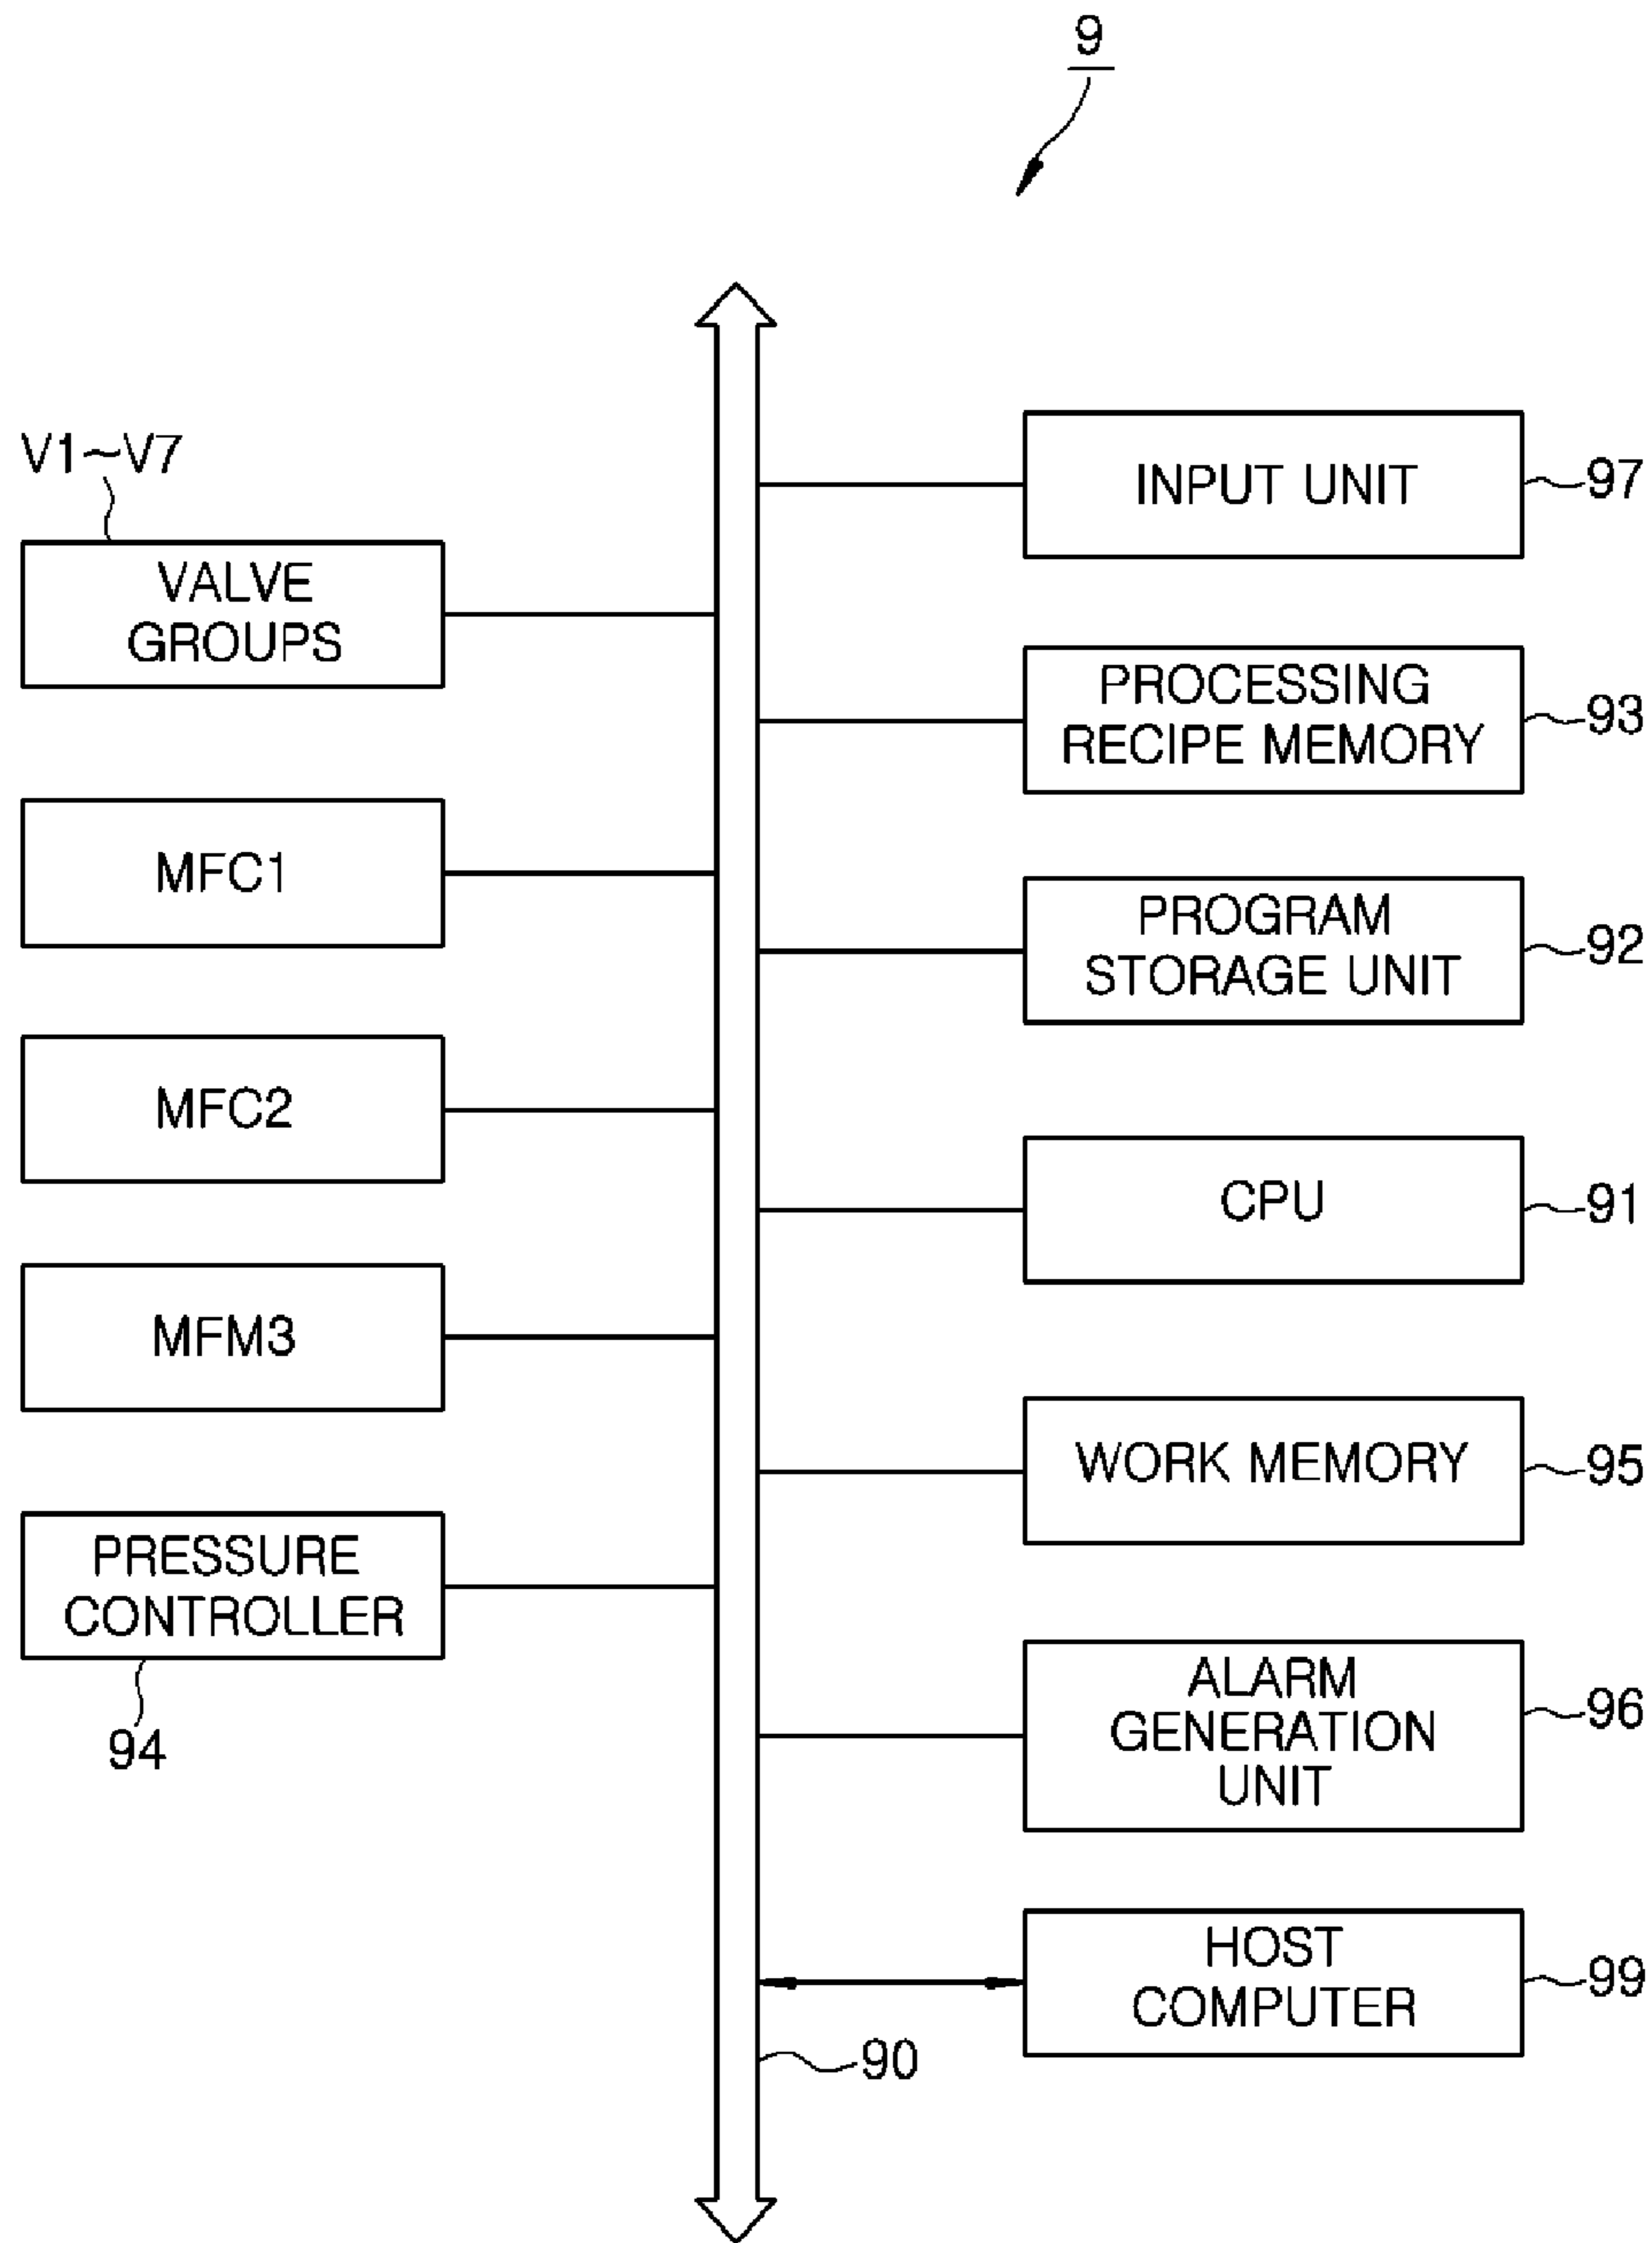 9
V1~V7
VALVE
GROUPS
MFC1
MFC2
MFM3
PRESSURE
CONTROLLER
94
INPUT UNIT
97
PROCESSING
RECIPE MEMORY
93
PROGRAM
STORAGE UNIT
92
CPU
91
WORK MEMORY
95
ALARM
GENERATION
UNIT
96
HOST
COMPUTER
99
90